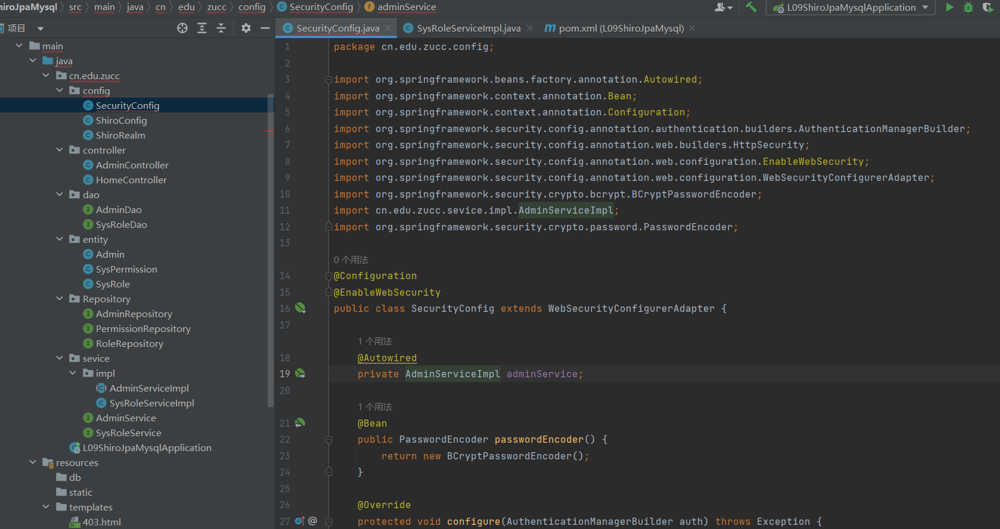 hiroJpaMysql 〉 src 〉 main 〉 java 〉 cn 〉 edu 〉 zucc 〉 config 〉 SecurityConfig 〉 adminService
L09ShiroJpaMysqlApplication
项目
SecurityConfig.java
SysRoleServiceImpl.java
pom.xml (L09ShiroJpaMysql)
main
java
cn.edu.zucc
config
SecurityConfig
ShiroConfig
ShiroRealm
controller
AdminController
HomeController
dao
AdminDao
SysRoleDao
entity
Admin
SysPermission
SysRole
Repository
AdminRepository
PermissionRepository
RoleRepository
sevice
impl
AdminServiceImpl
SysRoleServiceImpl
AdminService
SysRoleService
L09ShiroJpaMysqlApplication
resources
db
static
templates
403.html
1 package cn.edu.zucc.config;
2
3 import org.springframework.beans.factory.annotation.Autowired;
4 import org.springframework.context.annotation.Bean;
5 import org.springframework.context.annotation.Configuration;
6 import org.springframework.security.config.annotation.authentication.builders.AuthenticationManagerBuilder;
7 import org.springframework.security.config.annotation.web.builders.HttpSecurity;
8 import org.springframework.security.config.annotation.web.configuration.EnableWebSecurity;
9 import org.springframework.security.config.annotation.web.configuration.WebSecurityConfigurerAdapter;
10 import org.springframework.security.crypto.bcrypt.BCryptPasswordEncoder;
11 import cn.edu.zucc.sevice.impl.AdminServiceImpl;
12 import org.springframework.security.crypto.password.PasswordEncoder;
13
0 个用法
14 @Configuration
15 @EnableWebSecurity
16 public class SecurityConfig extends WebSecurityConfigurerAdapter {
17
1 个用法
18 @Autowired
19 private AdminServiceImpl adminService;
20
1 个用法
21 @Bean
22 public PasswordEncoder passwordEncoder() {
23 return new BCryptPasswordEncoder();
24 }
25
26 @Override
27 @ protected void configure(AuthenticationManagerBuilder auth) throws Exception {